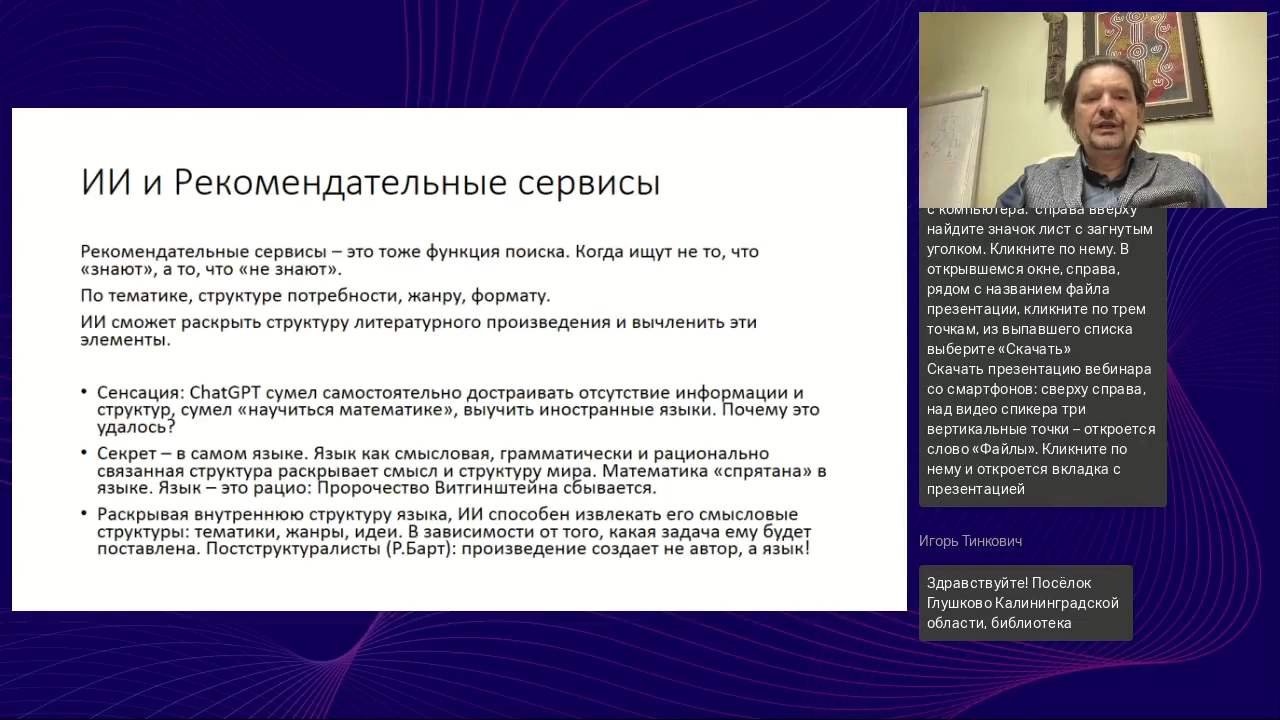 ИИ и Рекомендательные сервисы
Рекомендательные сервисы – это тоже функция поиска. Когда ищут не то, что
«знают», а то, что «не знают».
По тематике, структуре потребности, жанру, формату.
ИИ сможет раскрыть структуру литературного произведения и вычленить эти
элементы.
• Сенсация: ChatGPT сумел самостоятельно достраивать отсутствие информации и
структур, сумел «научиться математике», выучить иностранные языки. Почему это
удалось?
• Секрет – в самом языке. Язык как смысловая, грамматически и рационально
связанная структура раскрывает смысл и структуру мира. Математика «спрятана» в
языке. Язык – это рацио: Пророчество Витгинштейна сбывается.
• Раскрывая внутреннюю структуру языка, ИИ способен извлекать его смысловые
структуры: тематики, жанры, идеи. В зависимости от того, какая задача ему будет
поставлена. Постструктуралисты (Р.Барт): произведение создает не автор, а язык!
с компьютера: справа вверху
найдите значок лист с загнутым
уголком. Кликните по нему. В
открывшемся окне, справа,
рядом с названием файла
презентации, кликните по трем
точкам, из выпавшего списка
выберите «Скачать»
Скачать презентацию вебинара
со смартфонов: сверху справа,
над видео спикера три
вертикальные точки – откроется
слово «Файлы». Кликните по
нему и откроется вкладка с
презентацией
Игорь Тинкович
Здравствуйте! Посёлок
Глушково Калининградской
области, библиотека